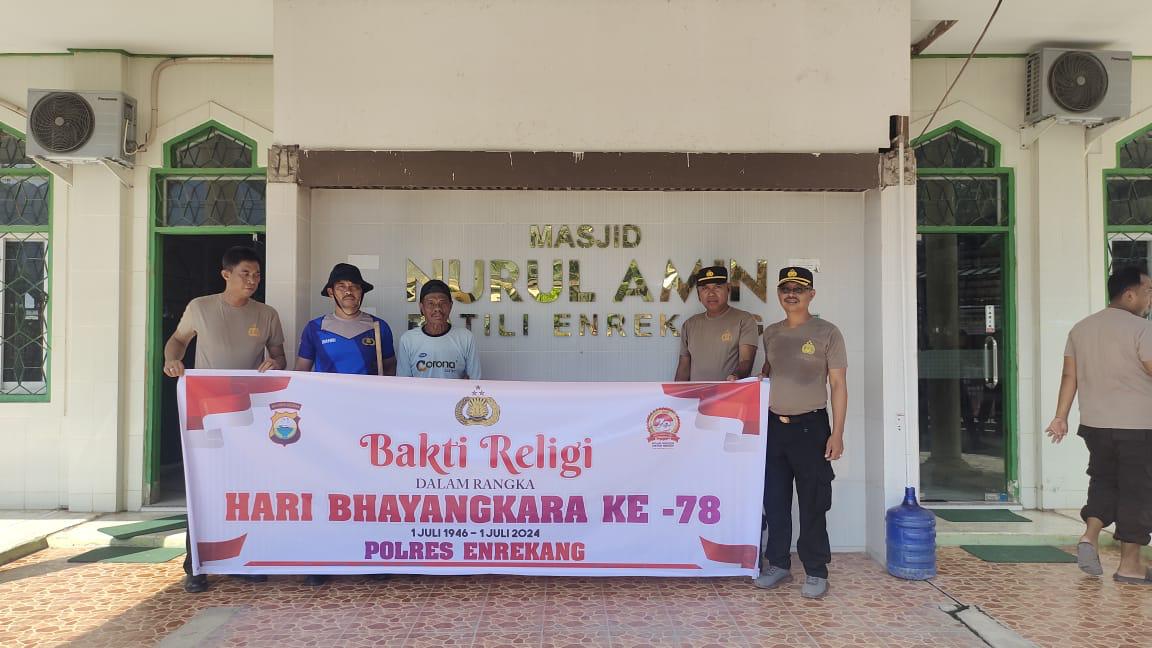 MASJID
NURUL AMIN
ENREKANG
Corona
Bakti Religi
DALAM RANGKA
HARI BHAYANGKARA KE -78
1 JULI 1946 – 1 JULI 2024
POLRES ENREKANG